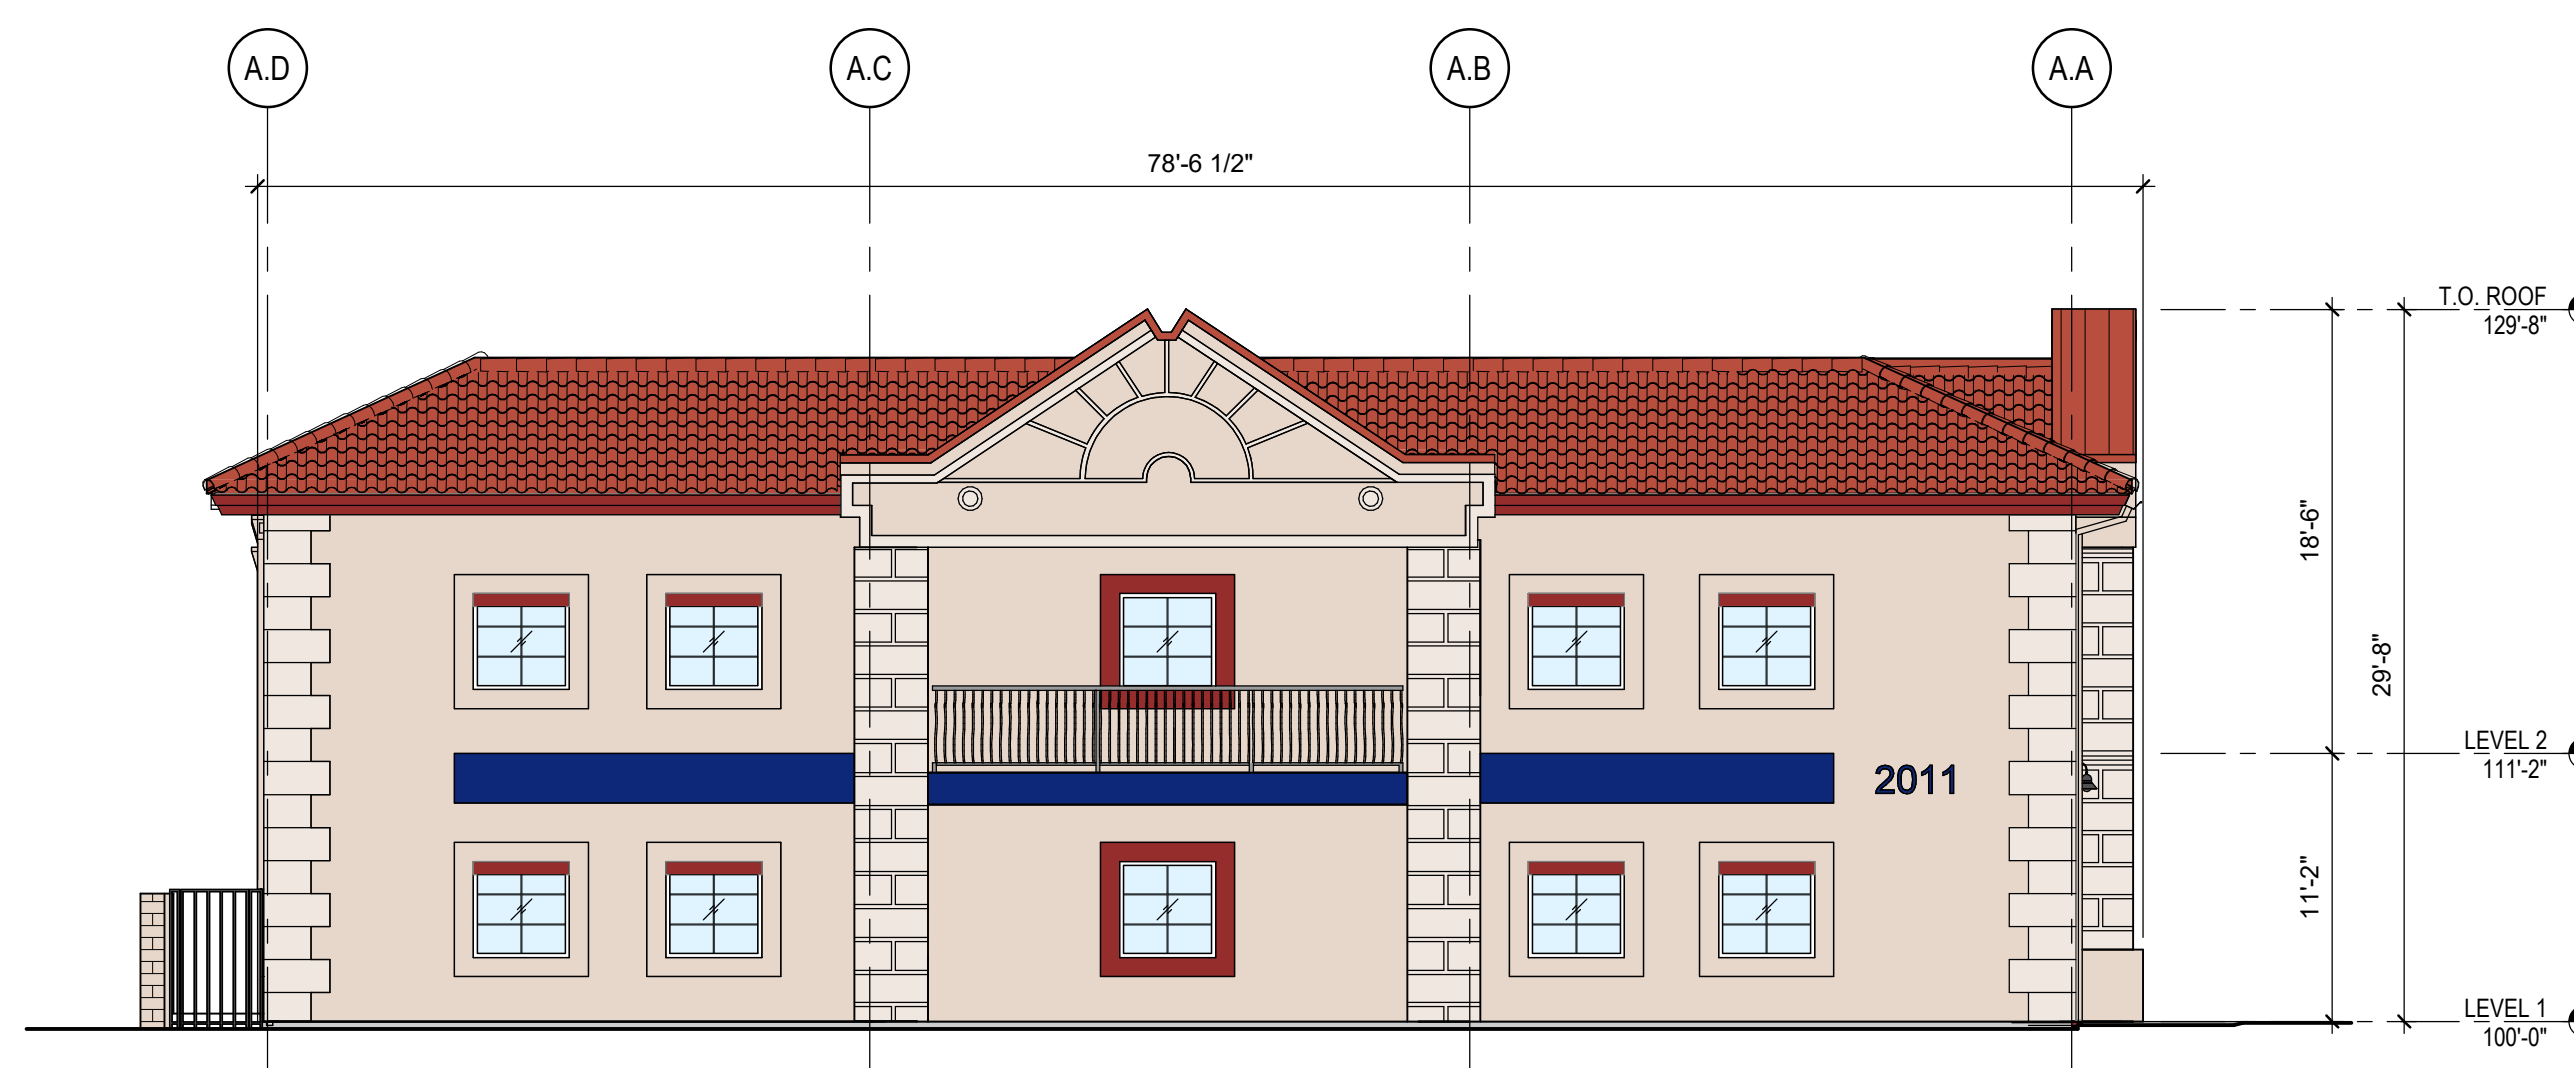 A.D
A.C
A.B
A.A
78'-6 1/2"
T.O. ROOF
129'-8"
18'-6"
29'-8"
LEVEL 2
111'-2"
2011
11'-2"
LEVEL 1
100'-0"